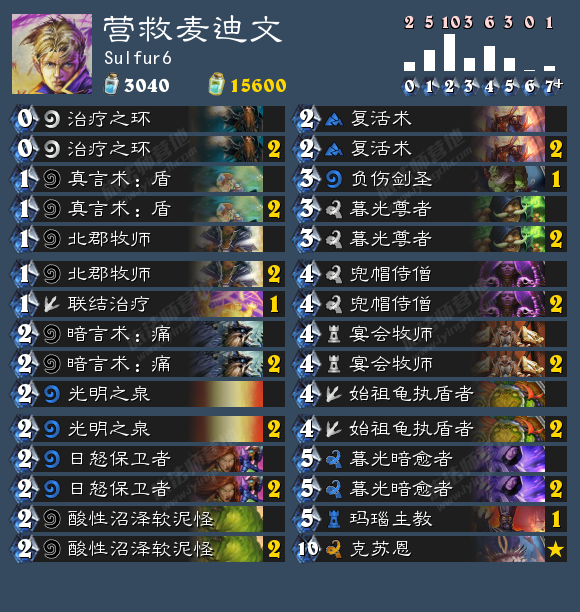 营救麦迪文
Sulfur6
3040
15600
2 5 10 3 6 3 0 1
0 1 2 3 4 5 6 7+
0 治疗之环
0 治疗之环 2
1 真言术：盾
1 真言术：盾 2
1 北郡牧师
1 北郡牧师 2
1 联结治疗 1
2 暗言术：痛
2 暗言术：痛 2
2 光明之泉
2 光明之泉 2
2 日怒保卫者
2 日怒保卫者 2
2 酸性沼泽软泥怪
2 酸性沼泽软泥怪 2
2 复活术
2 复活术 2
3 负伤剑圣 1
3 暮光尊者
3 暮光尊者 2
4 兜帽侍僧
4 兜帽侍僧 2
4 宴会牧师
4 宴会牧师 2
4 始祖龟执盾者
4 始祖龟执盾者 2
5 暮光暗愈者
5 暮光暗愈者 2
5 玛瑙主教 1
10 克苏恩 ★